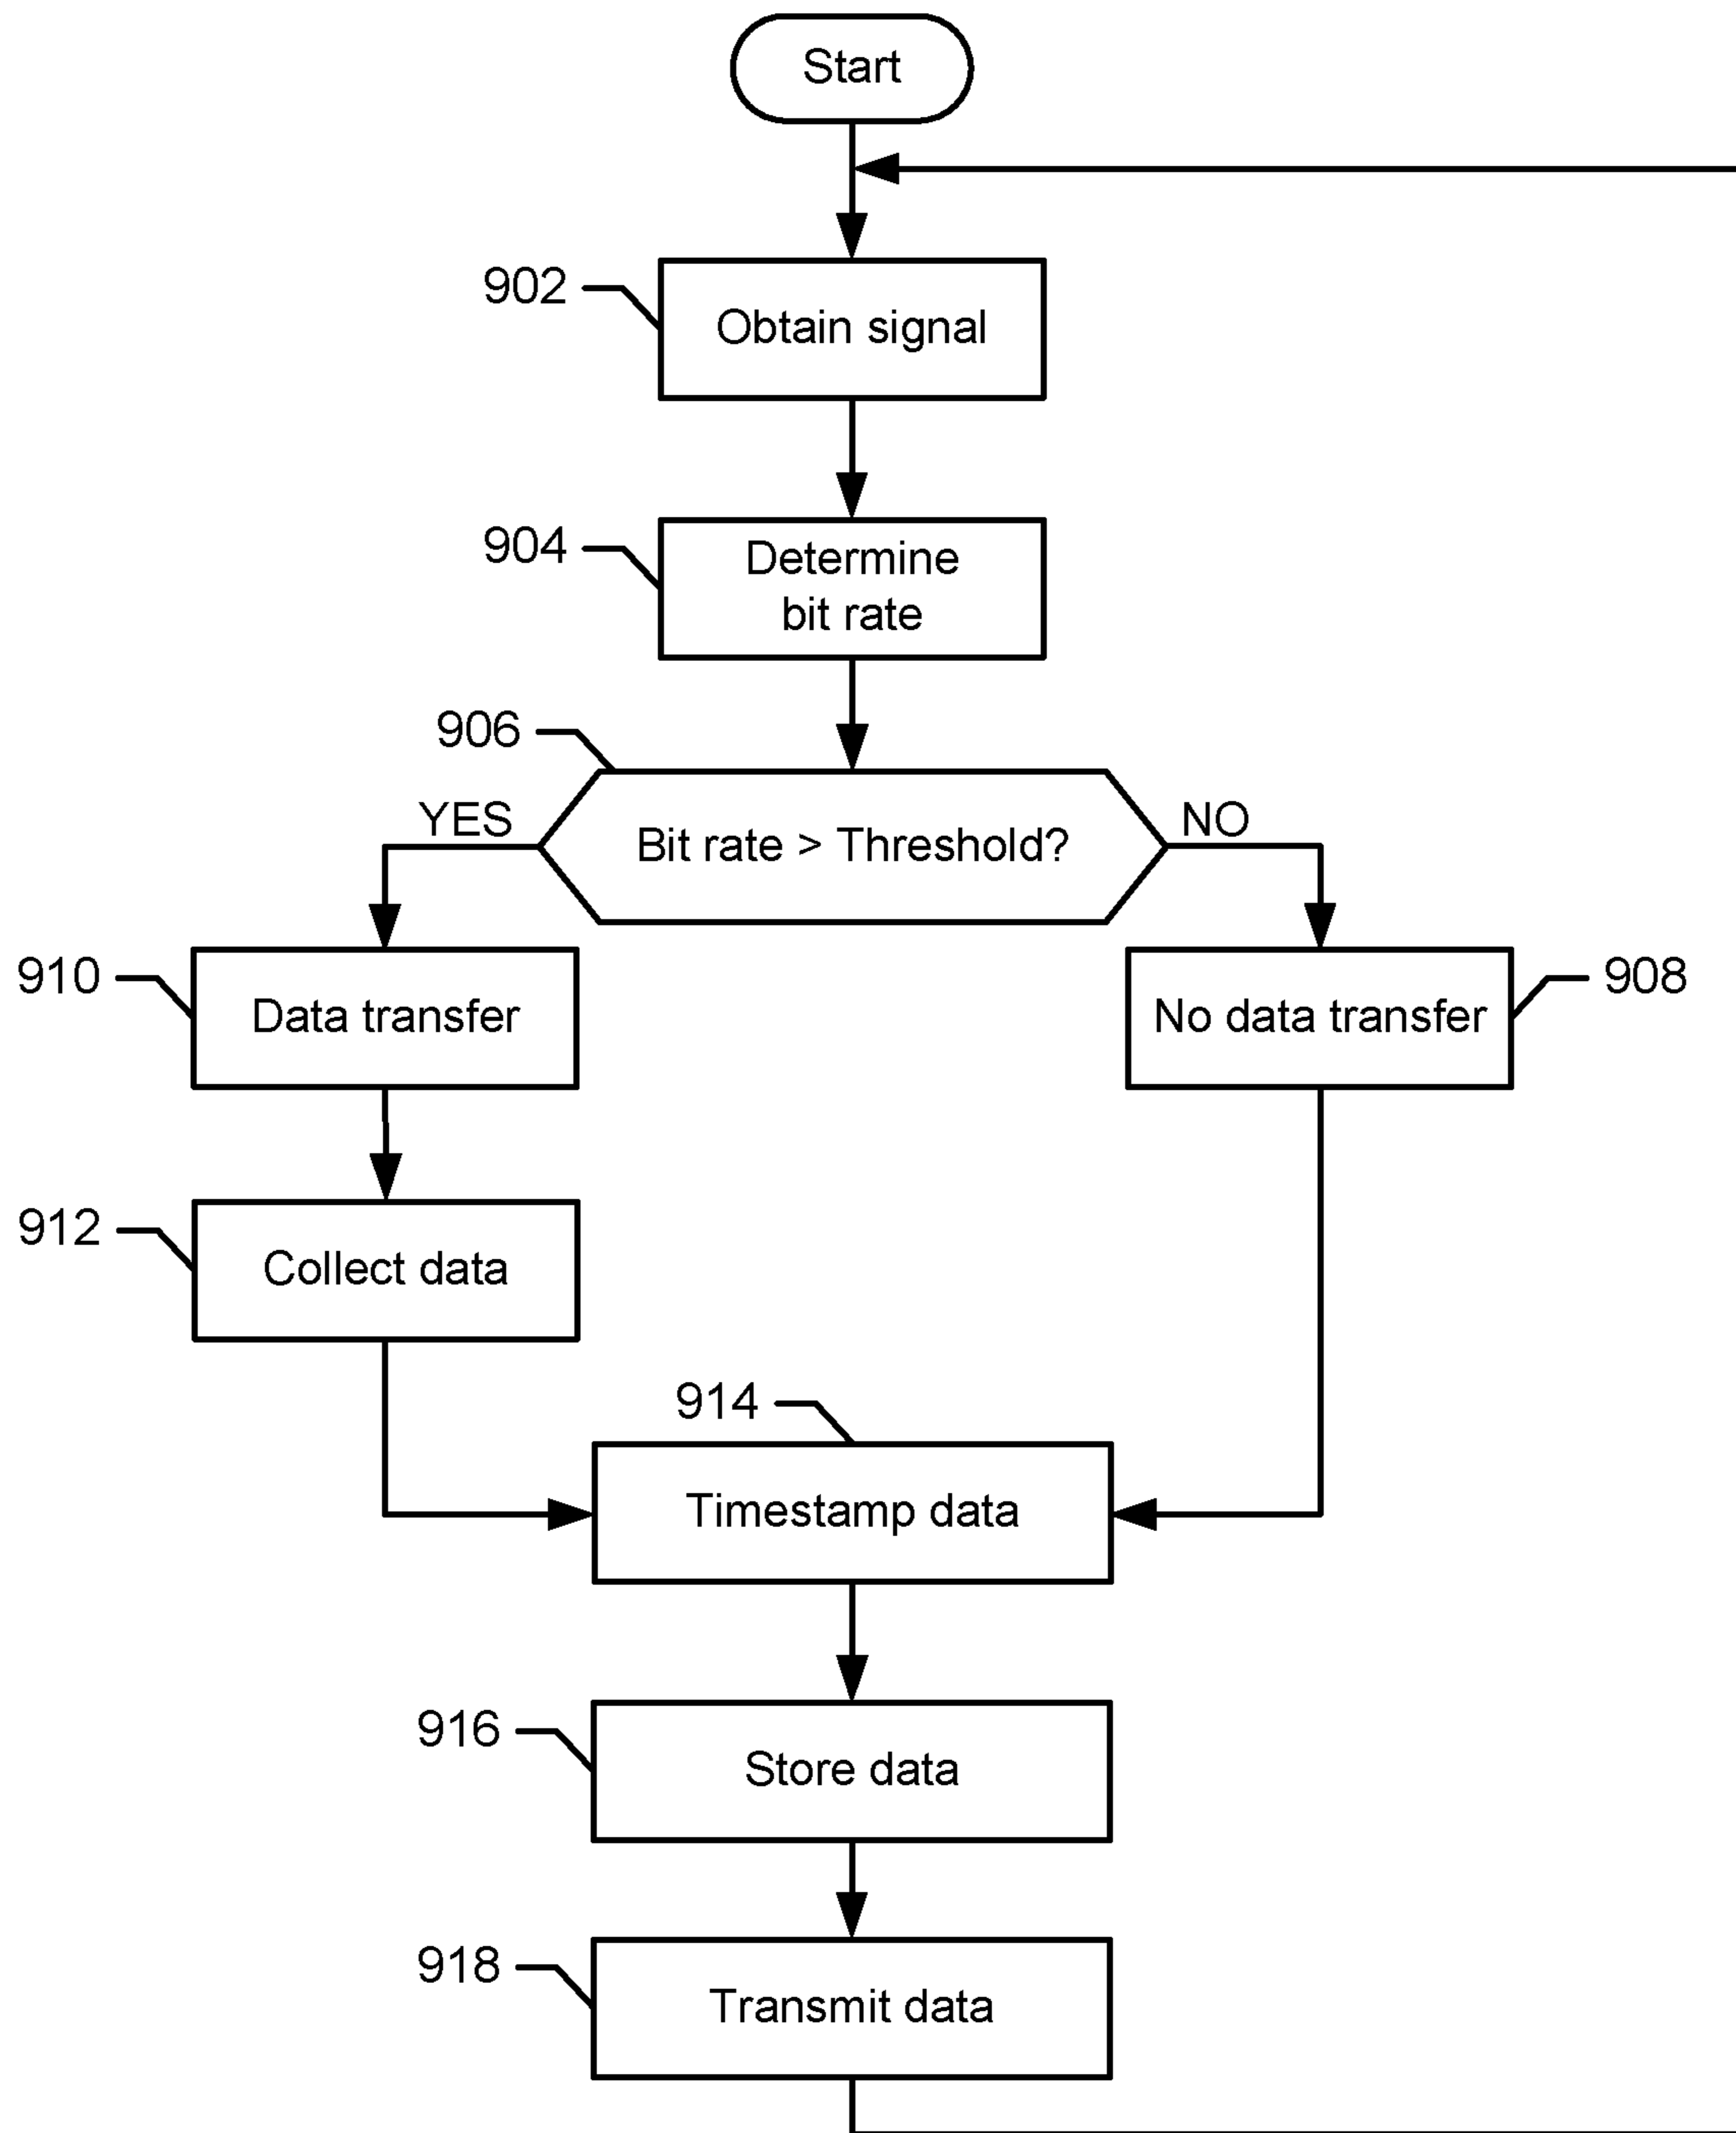 Start
902
Obtain signal
904
Determine
bit rate
906
YES
Bit rate > Threshold?
NO
910
Data transfer
No data transfer
908
912
Collect data
914
Timestamp data
916
Store data
918
Transmit data